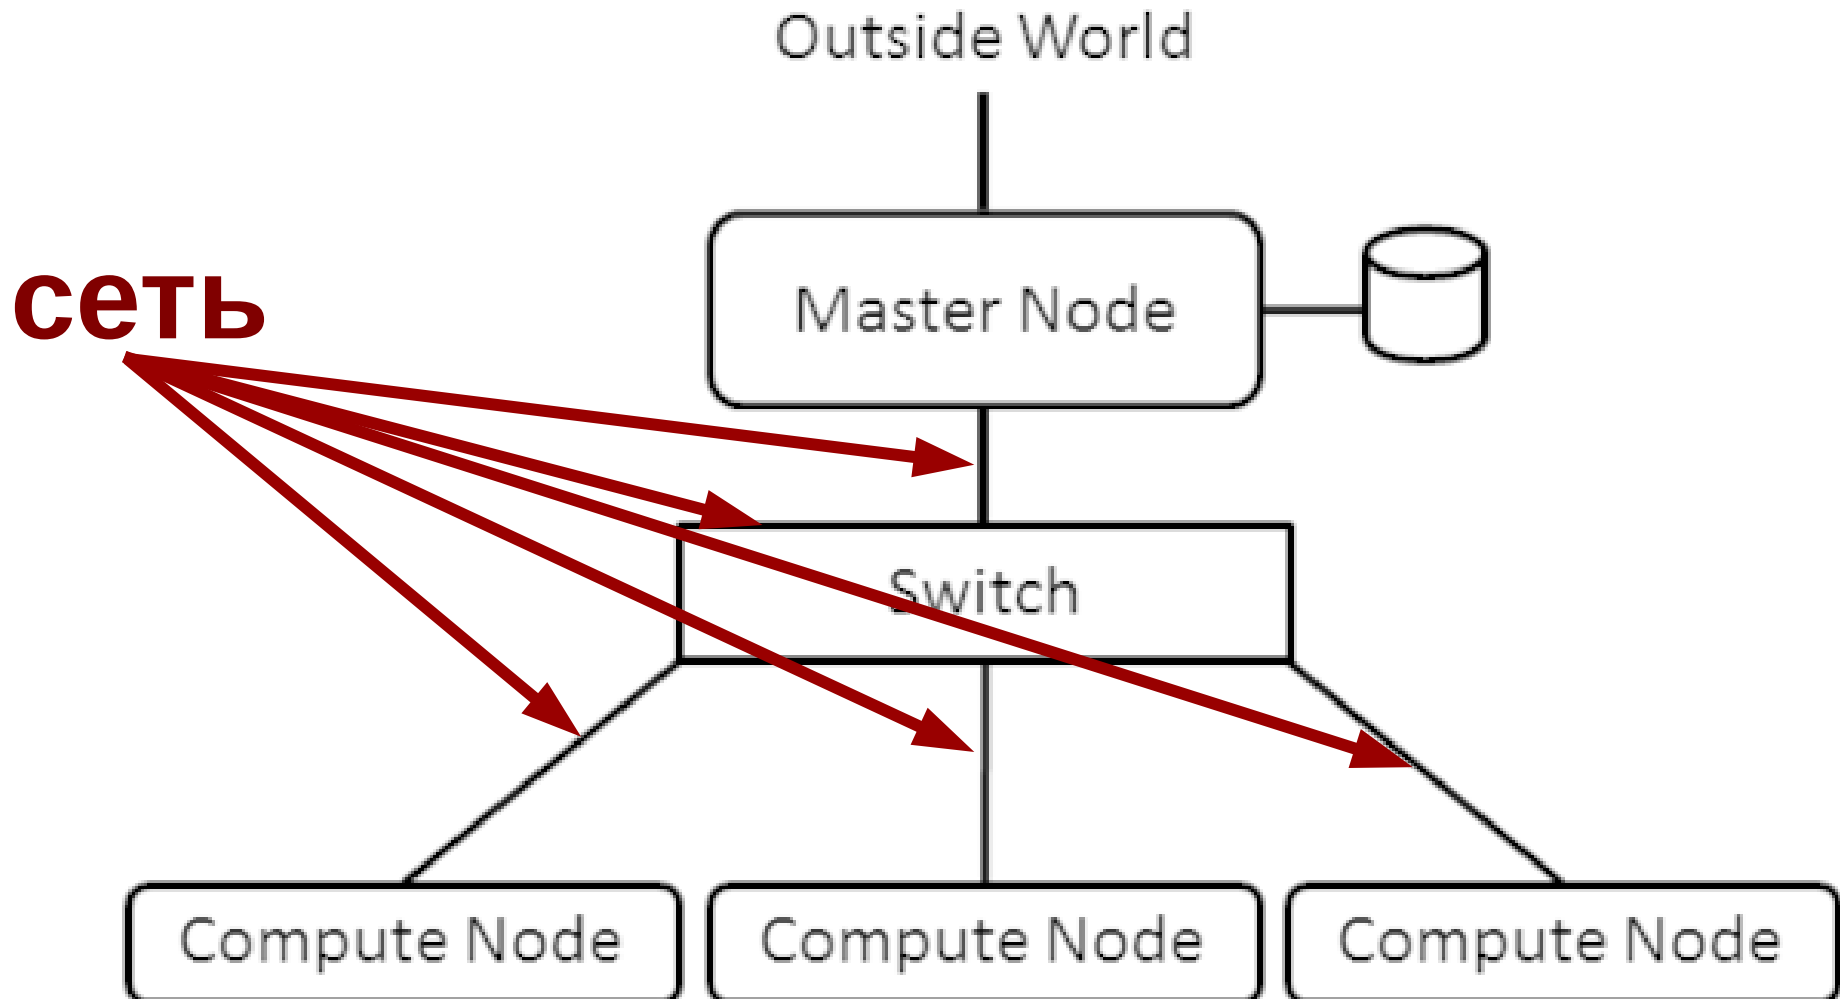 Outside World
Master Node
сеть
Switch
Compute Node
Compute Node
Compute Node